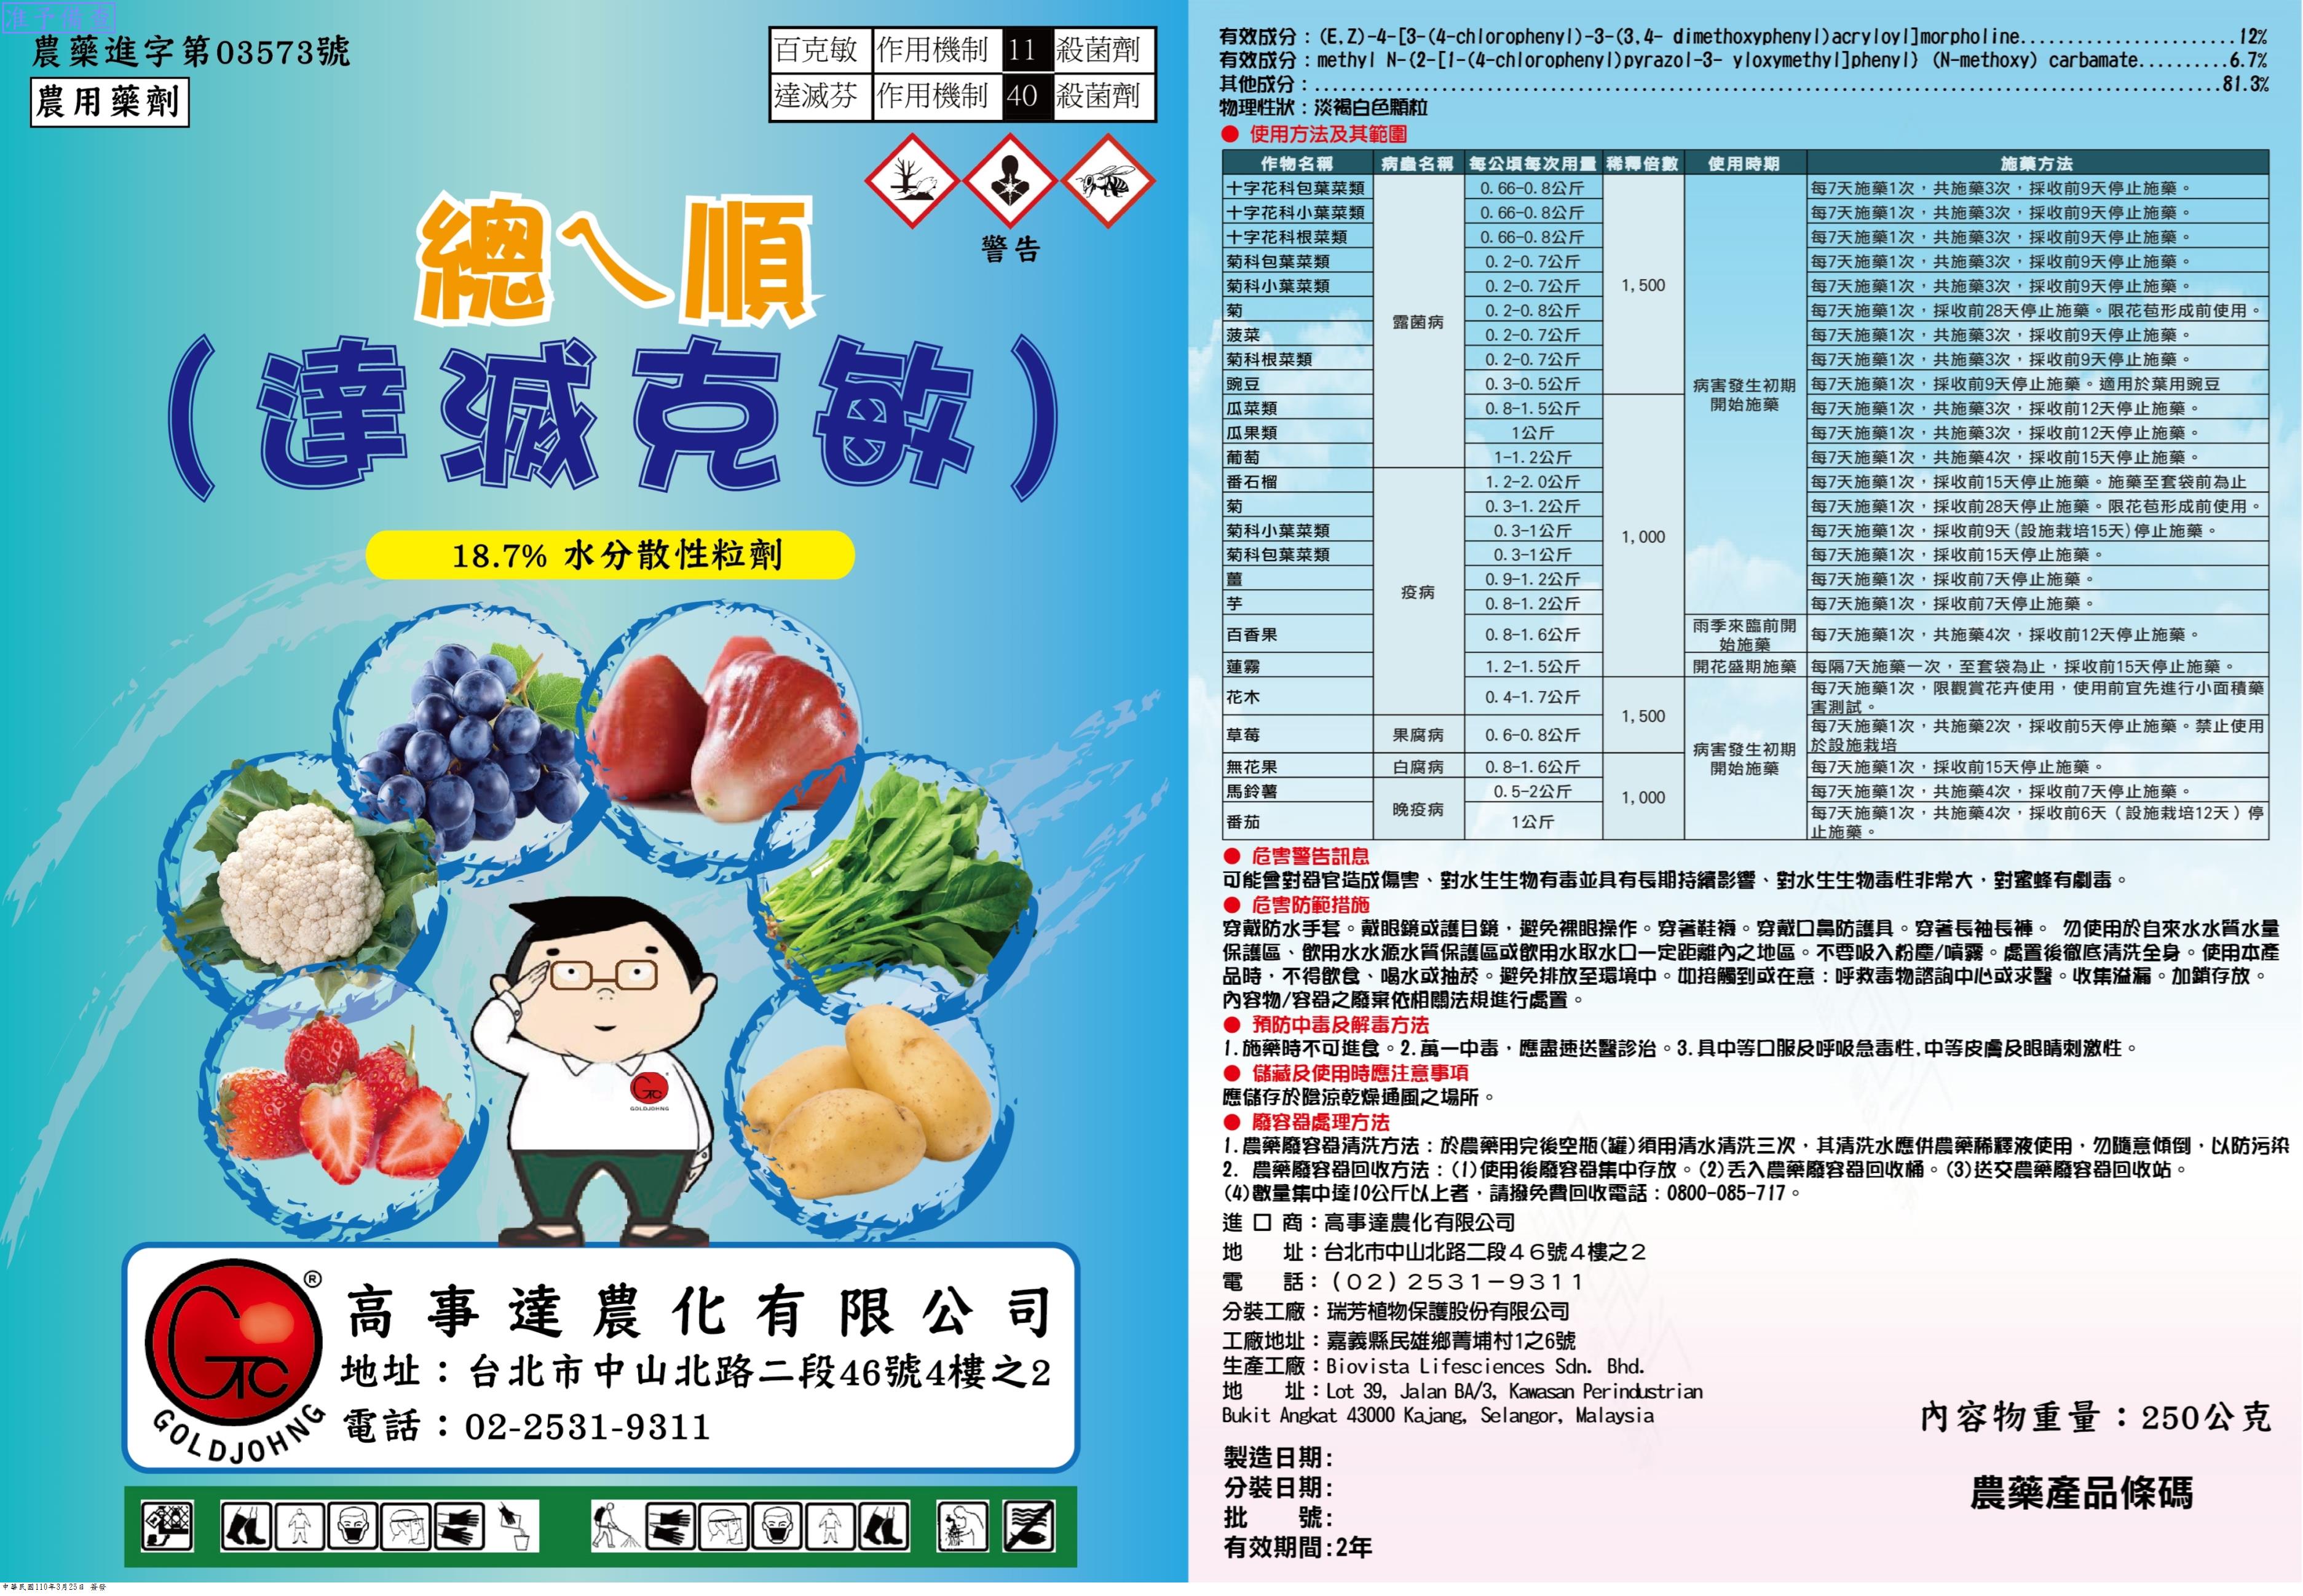 准予備查
農藥進字第03573號
農用藥劑
百克敏 作用機制 11 殺菌劑
達滅芬 作用機制 40 殺菌劑
警告
總ㄟ順
(達滅克敏)
18.7% 水分散性粒劑
GTC
GOLDJOHNG
GTC ®
GOLDJOHNG
高事達農化有限公司
地址：台北市中山北路二段46號4樓之2
電話：02-2531-9311
中華民國110年3月25日 簽發
有效成分：(E,Z)-4-[3-(4-chlorophenyl)-3-(3,4- dimethoxyphenyl)acryloyl]morpholine........................12%
有效成分：methyl N-{2-[1-(4-chlorophenyl)pyrazol-3- yloxymethyl]phenyl} (N-methoxy) carbamate..........6.7%
其他成分：....................................................................................................81.3%
物理性狀：淡褐白色顆粒
● 使用方法及其範圍
作物名稱 病蟲名稱 每公頃每次用量 稀釋倍數 使用時期 施藥方法
十字花科包葉菜類 露菌病 0.66-0.8公斤 1,500 病害發生初期開始施藥 每7天施藥1次，共施藥3次，採收前9天停止施藥。
十字花科小葉菜類 0.66-0.8公斤 每7天施藥1次，共施藥3次，採收前9天停止施藥。
十字花科根菜類 0.66-0.8公斤 每7天施藥1次，共施藥3次，採收前9天停止施藥。
菊科包葉菜類 0.2-0.7公斤 每7天施藥1次，共施藥3次，採收前9天停止施藥。
菊科小葉菜類 0.2-0.7公斤 每7天施藥1次，共施藥3次，採收前9天停止施藥。
菊 0.2-0.8公斤 每7天施藥1次，採收前28天停止施藥。限花苞形成前使用。
菠菜 0.2-0.7公斤 每7天施藥1次，共施藥3次，採收前9天停止施藥。
菊科根菜類 0.2-0.7公斤 每7天施藥1次，共施藥3次，採收前9天停止施藥。
豌豆 0.3-0.5公斤 每7天施藥1次，採收前9天停止施藥。適用於葉用豌豆
瓜菜類 0.8-1.5公斤 1,000 每7天施藥1次，共施藥3次，採收前12天停止施藥。
瓜果類 1公斤 每7天施藥1次，共施藥3次，採收前12天停止施藥。
葡萄 1-1.2公斤 每7天施藥1次，共施藥4次，採收前15天停止施藥。
番石榴 疫病 1.2-2.0公斤 每7天施藥1次，採收前15天停止施藥。施藥至套袋前為止
菊 0.3-1.2公斤 每7天施藥1次，採收前28天停止施藥。限花苞形成前使用。
菊科小葉菜類 0.3-1公斤 每7天施藥1次，採收前9天(設施栽培15天)停止施藥。
菊科包葉菜類 0.3-1公斤 每7天施藥1次，採收前15天停止施藥。
薑 0.9-1.2公斤 每7天施藥1次，採收前7天停止施藥。
芋 0.8-1.2公斤 每7天施藥1次，採收前7天停止施藥。
百香果 0.8-1.6公斤 雨季來臨前開始施藥 每7天施藥1次，共施藥4次，採收前12天停止施藥。
蓮霧 1.2-1.5公斤 開花盛期施藥 每隔7天施藥一次，至套袋為止，採收前15天停止施藥。
花木 0.4-1.7公斤 1,500 病害發生初期開始施藥 每7天施藥1次，限觀賞花卉使用，使用前宜先進行小面積藥
害測試。
草莓 果腐病 0.6-0.8公斤 每7天施藥1次，共施藥2次，採收前5天停止施藥。禁止使用
於設施栽培
無花果 白腐病 0.8-1.6公斤 1,000 每7天施藥1次，採收前15天停止施藥。
馬鈴薯 晚疫病 0.5-2公斤 每7天施藥1次，共施藥4次，採收前7天停止施藥。
番茄 1公斤 每7天施藥1次，共施藥4次，採收前6天（設施栽培12天）停
止施藥。
● 危害警告訊息
可能會對器官造成傷害、對水生生物有毒並具有長期持續影響、對水生生物毒性非常大，對蜜蜂有劇毒。
● 危害防範措施
穿戴防水手套。戴眼鏡或護目鏡，避免裸眼操作。穿著鞋襪。穿戴口鼻防護具。穿著長袖長褲。 勿使用於自來水水質水量
保護區、飲用水水源水質保護區或飲用水取水口一定距離內之地區。不要吸入粉塵/噴霧。處置後徹底清洗全身。使用本產
品時，不得飲食、喝水或抽菸。避免排放至環境中。如接觸到或在意：呼救毒物諮詢中心或求醫。收集溢漏。加鎖存放。
內容物/容器之廢棄依相關法規進行處置。
● 預防中毒及解毒方法
1.施藥時不可進食。2.萬一中毒，應盡速送醫診治。3.具中等口服及呼吸急毒性,中等皮膚及眼睛刺激性。
● 儲藏及使用時應注意事項
應儲存於陰涼乾燥通風之場所。
● 廢容器處理方法
1.農藥廢容器清洗方法：於農藥用完後空瓶(罐)須用清水清洗三次，其清洗水應供農藥稀釋液使用，勿隨意傾倒，以防污染
2. 農藥廢容器回收方法：(1)使用後廢容器集中存放。(2)丟入農藥廢容器回收桶。(3)送交農藥廢容器回收站。
(4)數量集中達10公斤以上者，請撥免費回收電話：0800-085-717。
進口商：高事達農化有限公司
地 址：台北市中山北路二段４６號４樓之２
電 話：（０２）２５３１－９３１１
分裝工廠：瑞芳植物保護股份有限公司
工廠地址：嘉義縣民雄鄉菁埔村1之6號
生產工廠：Biovista Lifesciences Sdn. Bhd.
地 址：Lot 39, Jalan BA/3, Kawasan Perindustrian
Bukit Angkat 43000 Kajang, Selangor, Malaysia
內容物重量：250公克
製造日期:
分裝日期:
批 號:
有效期間:2年
農藥產品條碼